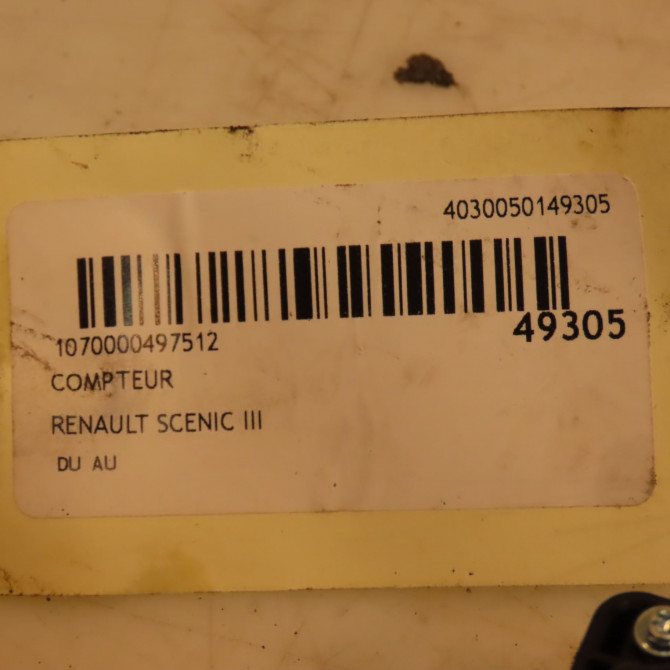 4030050149305
1070000497512
49305
COMPTEUR
RENAULT SCENIC III
DU AU